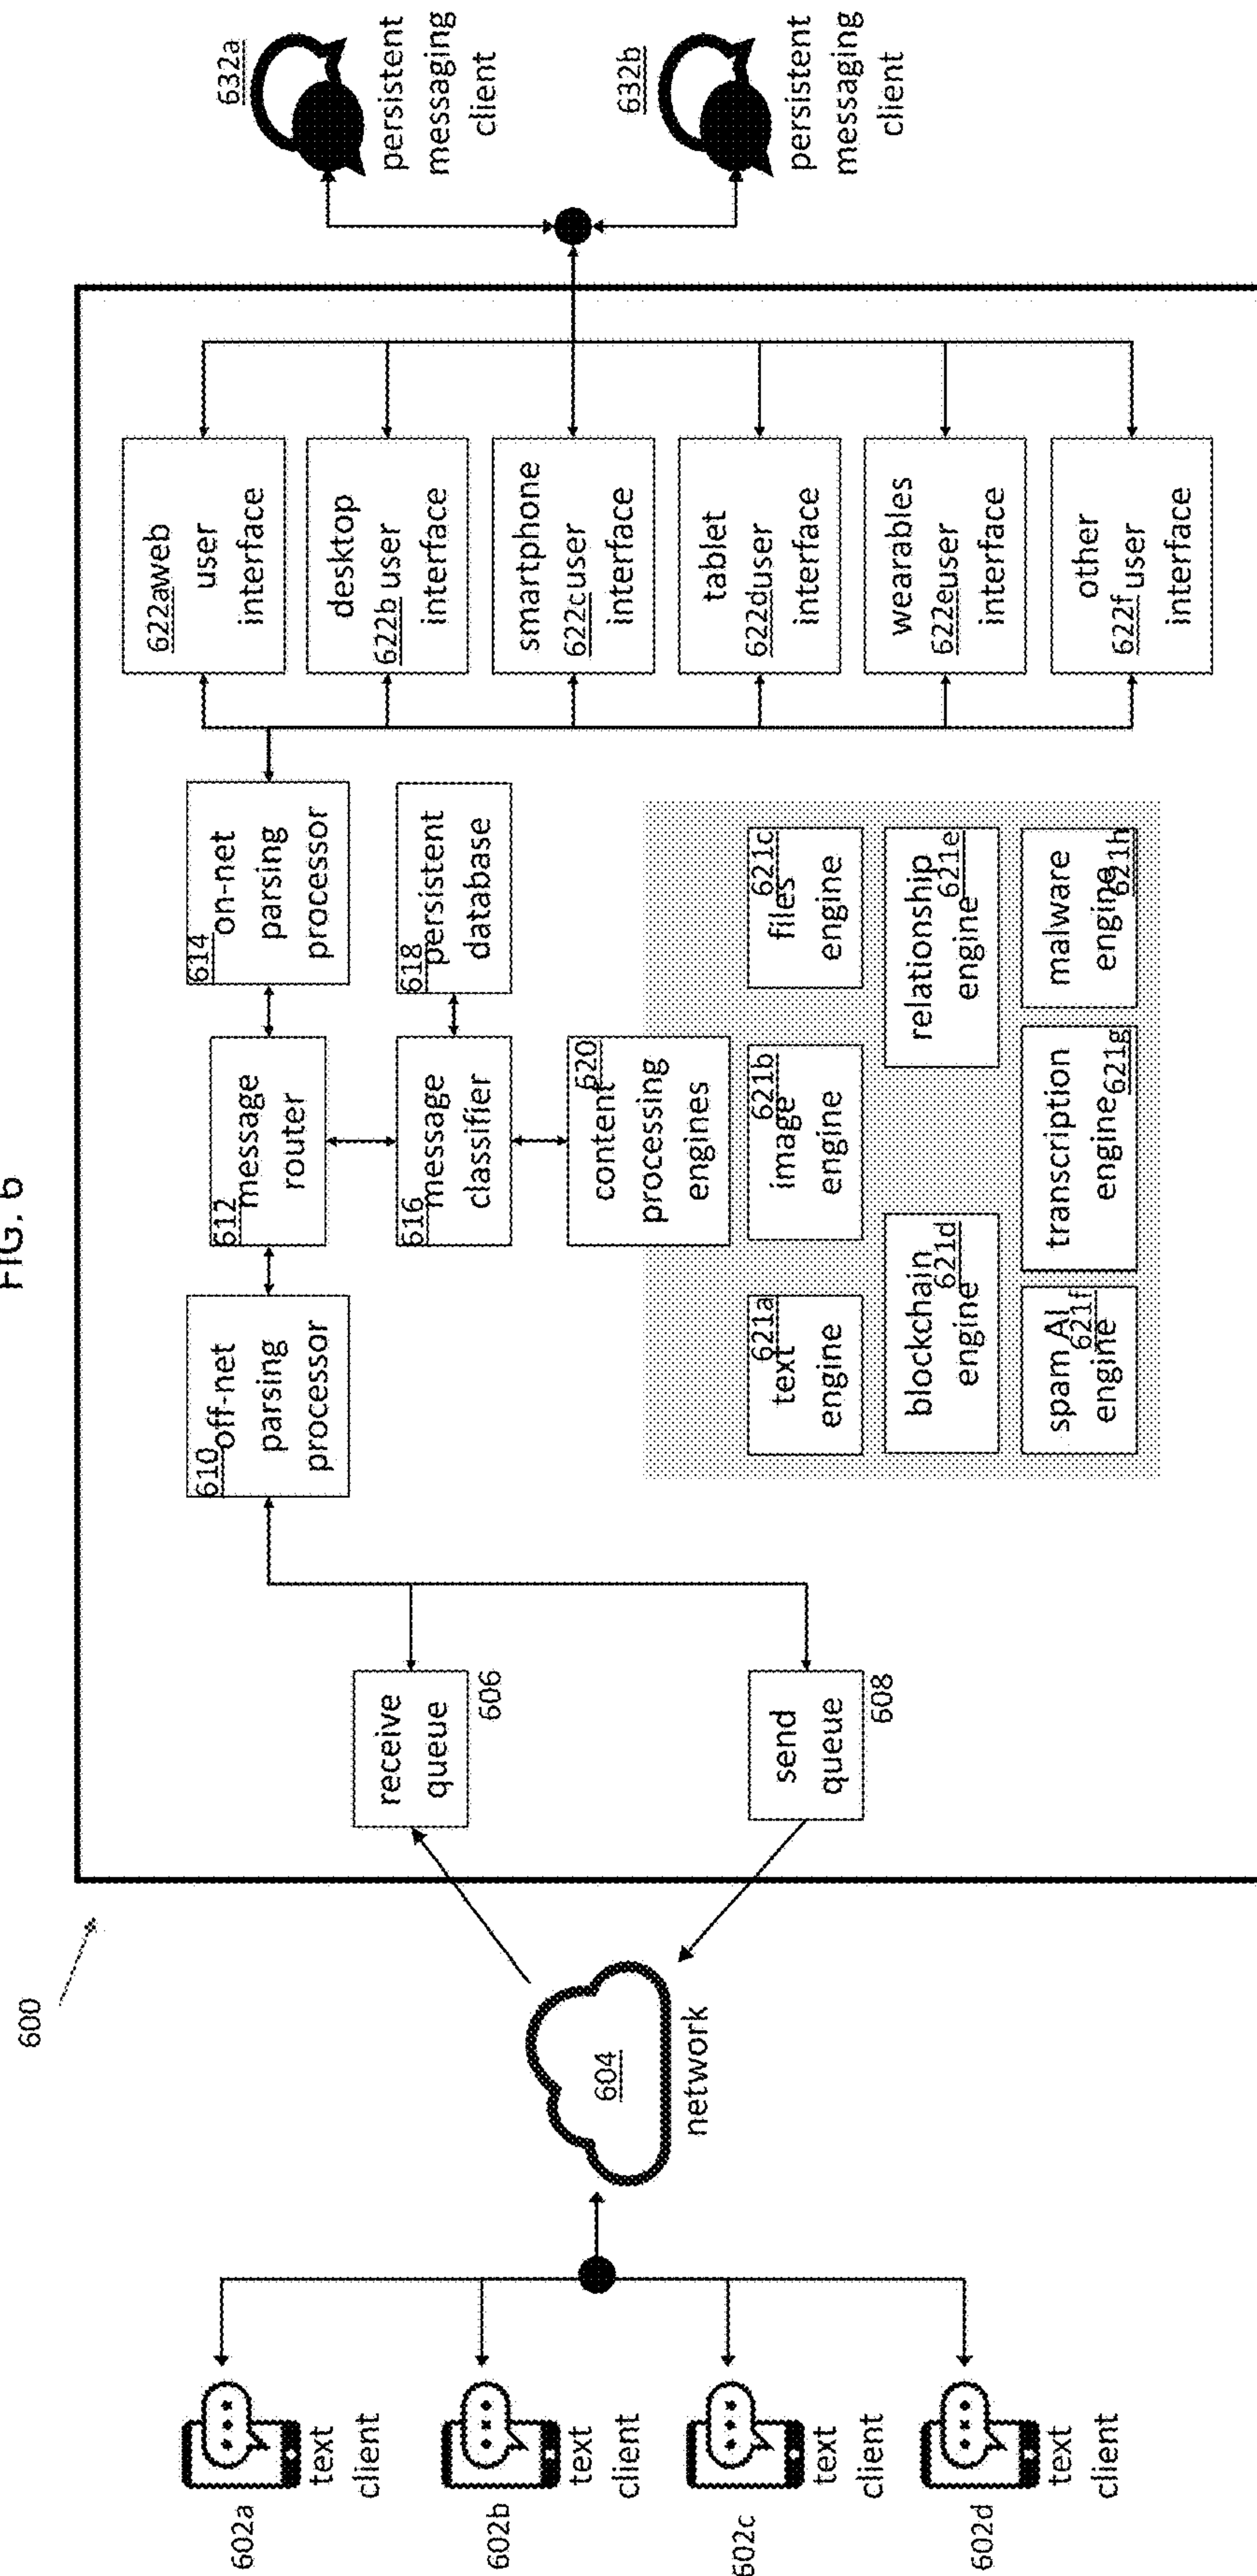 FIG. 6
600
602a
text
client
602b
text
client
602c
text
client
602d
text
client
604
network
receive
queue
606
send
queue
608
610
off-net
parsing
processor
612
message
router
614
on-net
parsing
processor
616
message
classifier
618
persistent
database
620
content
processing
engines
621a
text
engine
621b
image
engine
621c
files
engine
blockchain
621d
engine
relationship
621e
engine
spam AI
621f
engine
transcription
engine
621g
malware
engine
621h
622a web
user
interface
desktop
622b user
interface
smartphone
622c user
interface
tablet
622d user
interface
wearables
622e user
interface
other
622f user
interface
632a
persistent
messaging
client
632b
persistent
messaging
client